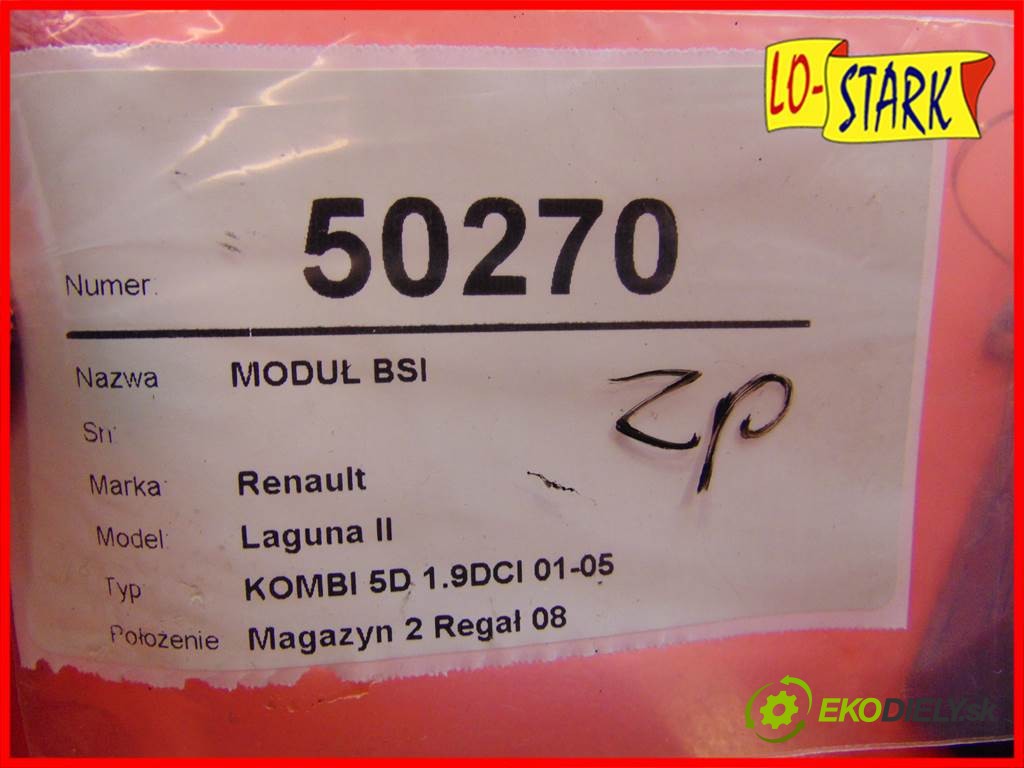 LO-STARK
Numer: 50270
Nazwa MODUŁ BSI
ZP
Sn:
Marka: Renault
Model: Laguna II
Typ KOMBI 5D 1.9DCI 01-05
Położenie Magazyn 2 Regał 08
EKODIELY.sk